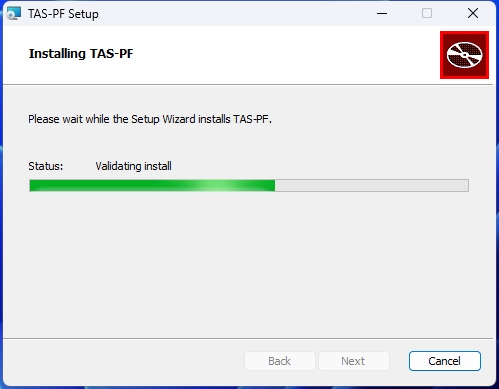 TAS-PF Setup
Installing TAS-PF
Please wait while the Setup Wizard installs TAS-PF.
Status: Validating install
Back Next Cancel